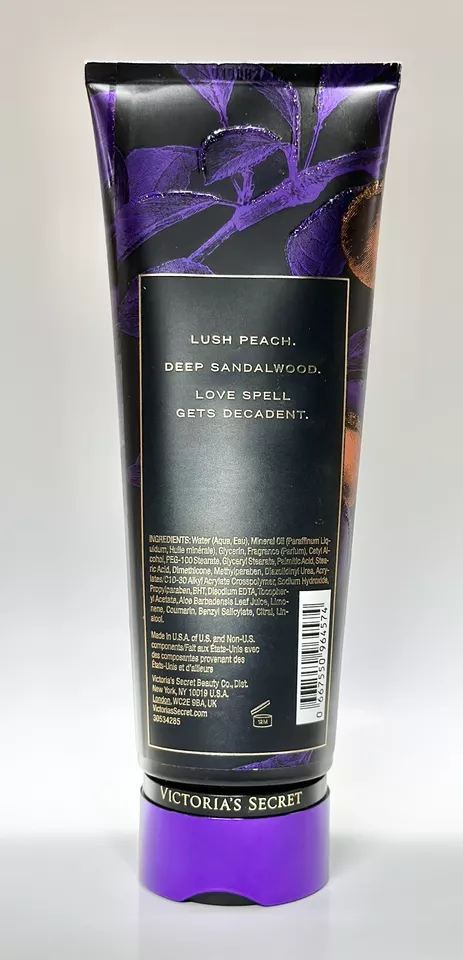 LUSH PEACH.
DEEP SANDALWOOD.
LOVE SPELL
GETS DECADENT.
INGREDIENTS: Water (Aqua, Eau), Mineral Oil (Paraffinum Liq-
uidum, Huile minérale), Glycerin, Fragrance (Parfum), Cetyl Al-
cohol, PEG-100 Stearate, Glyceryl Stearate, Palmitic Acid, Stea-
ric Acid, Dimethicone, Methylparaben, Diazolidinyl Urea, Acry-
lates/C10-30 Alkyl Acrylate Crosspolymer, Sodium Hydroxide,
Propylparaben, BHT, Disodium EDTA, Tocopher-
yl Acetate, Aloe Barbadensis Leaf Juice, Limo-
nene, Coumarin, Benzyl Salicylate, Citral, Lin-
alool.
Made in U.S.A. of U.S. and Non-U.S.
components/Fait aux États-Unis avec
des composantes provenant des
États-Unis et d'ailleurs
Victoria's Secret Beauty Co., Dist.
New York, NY 10019 U.S.A.
London, WC2E 9BA, UK
VictoriasSecret.com
30534285
0 667550 964574
VICTORIA'S SECRET